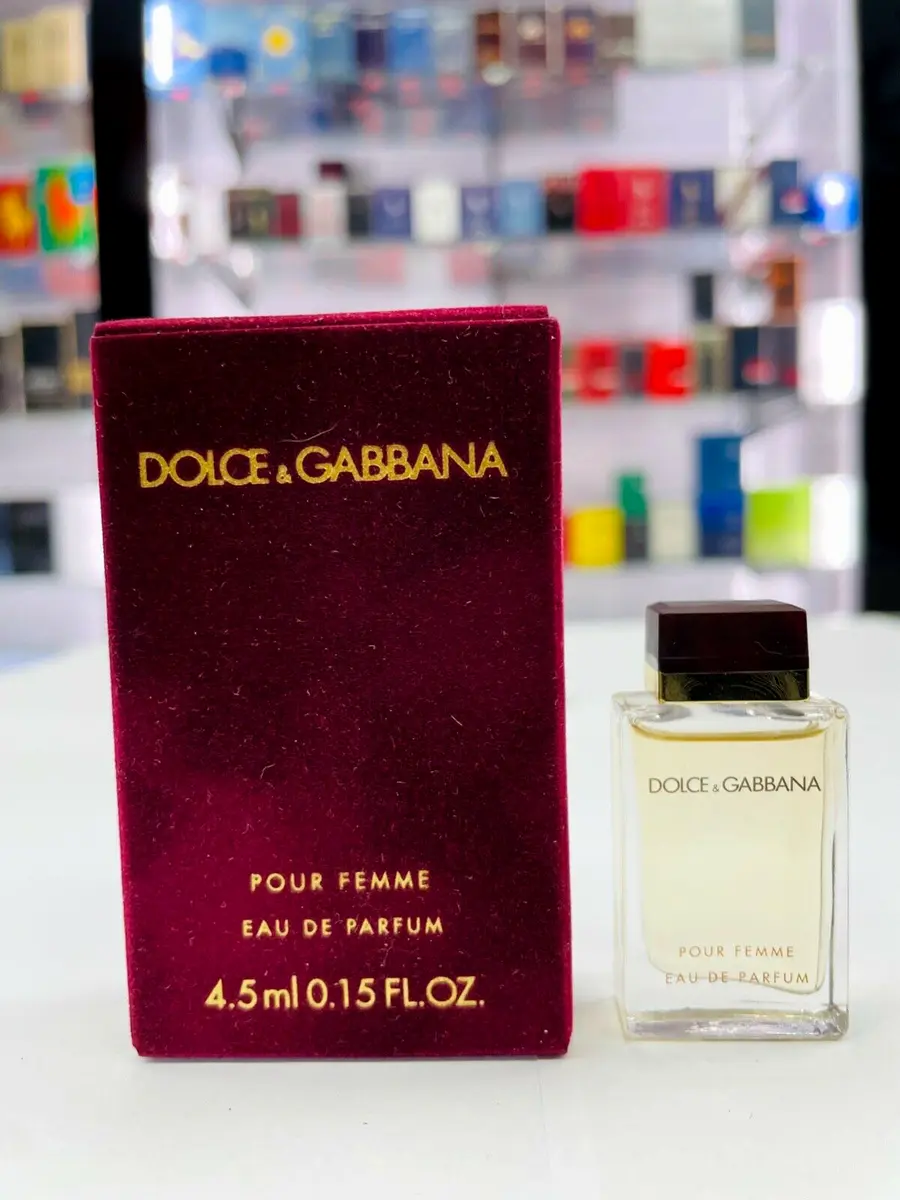 DOLCE & GABBANA
POUR FEMME
EAU DE PARFUM
4.5ml 0.15 FL.OZ.
DOLCE & GABBANA
POUR FEMME
EAU DE PARFUM